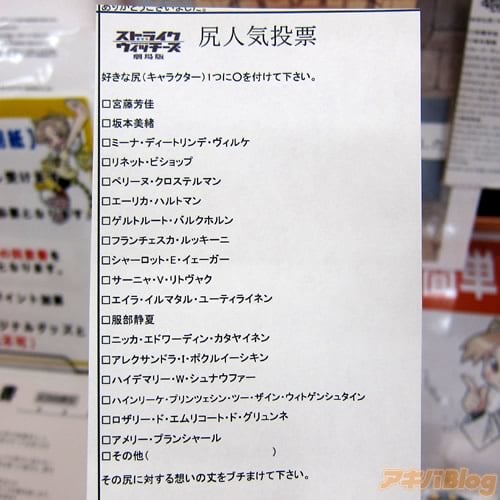 ありがとうございました。
ストライクウィッチーズ
劇場版
尻人気投票
好きな尻(キャラクター)1つに〇を付けて下さい。
□宮藤芳佳
□坂本美緒
□ミーナ・ディートリンデ・ヴィルケ
□リネット・ビショップ
□ペリーヌ・クロステルマン
□エーリカ・ハルトマン
□ゲルトルート・バルクホルン
□フランチェスカ・ルッキーニ
□シャーロット・E・イェーガー
□サーニャ・V・リトヴャク
□エイラ・イルマタル・ユーティライネン
□服部静夏
□ニッカ・エドワーディン・カタヤイネン
□アレクサンドラ・I・ポクルイーシキン
□ハイデマリー・W・シュナウファー
□ハインリーケ・プリンツェシン・ツー・ザイン・ウィトゲンシュタイン
□ロザリー・ド・エムリコート・ド・グリュンネ
□アメリー・プランシャール
□その他( )
その尻に対する想いの丈をブチまけて下さい。
アキバBlog